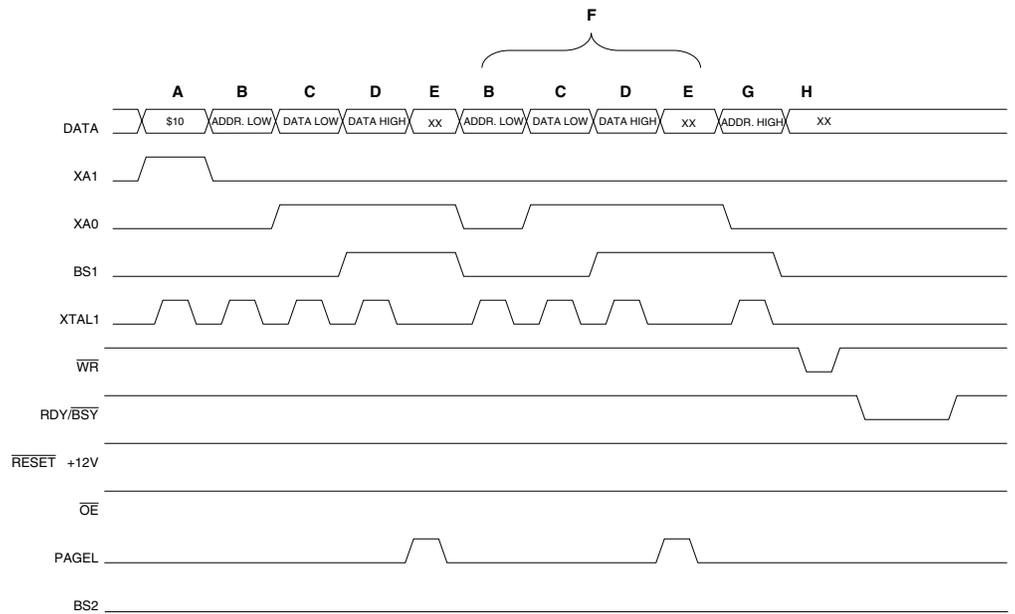 F
A B C D E B C D E G H
DATA $10 ADDR. LOW DATA LOW DATA HIGH XX ADDR. LOW DATA LOW DATA HIGH XX ADDR. HIGH XX
XA1
XA0
BS1
XTAL1
WR
RDY/BSY
RESET +12V
OE
PAGEL
BS2